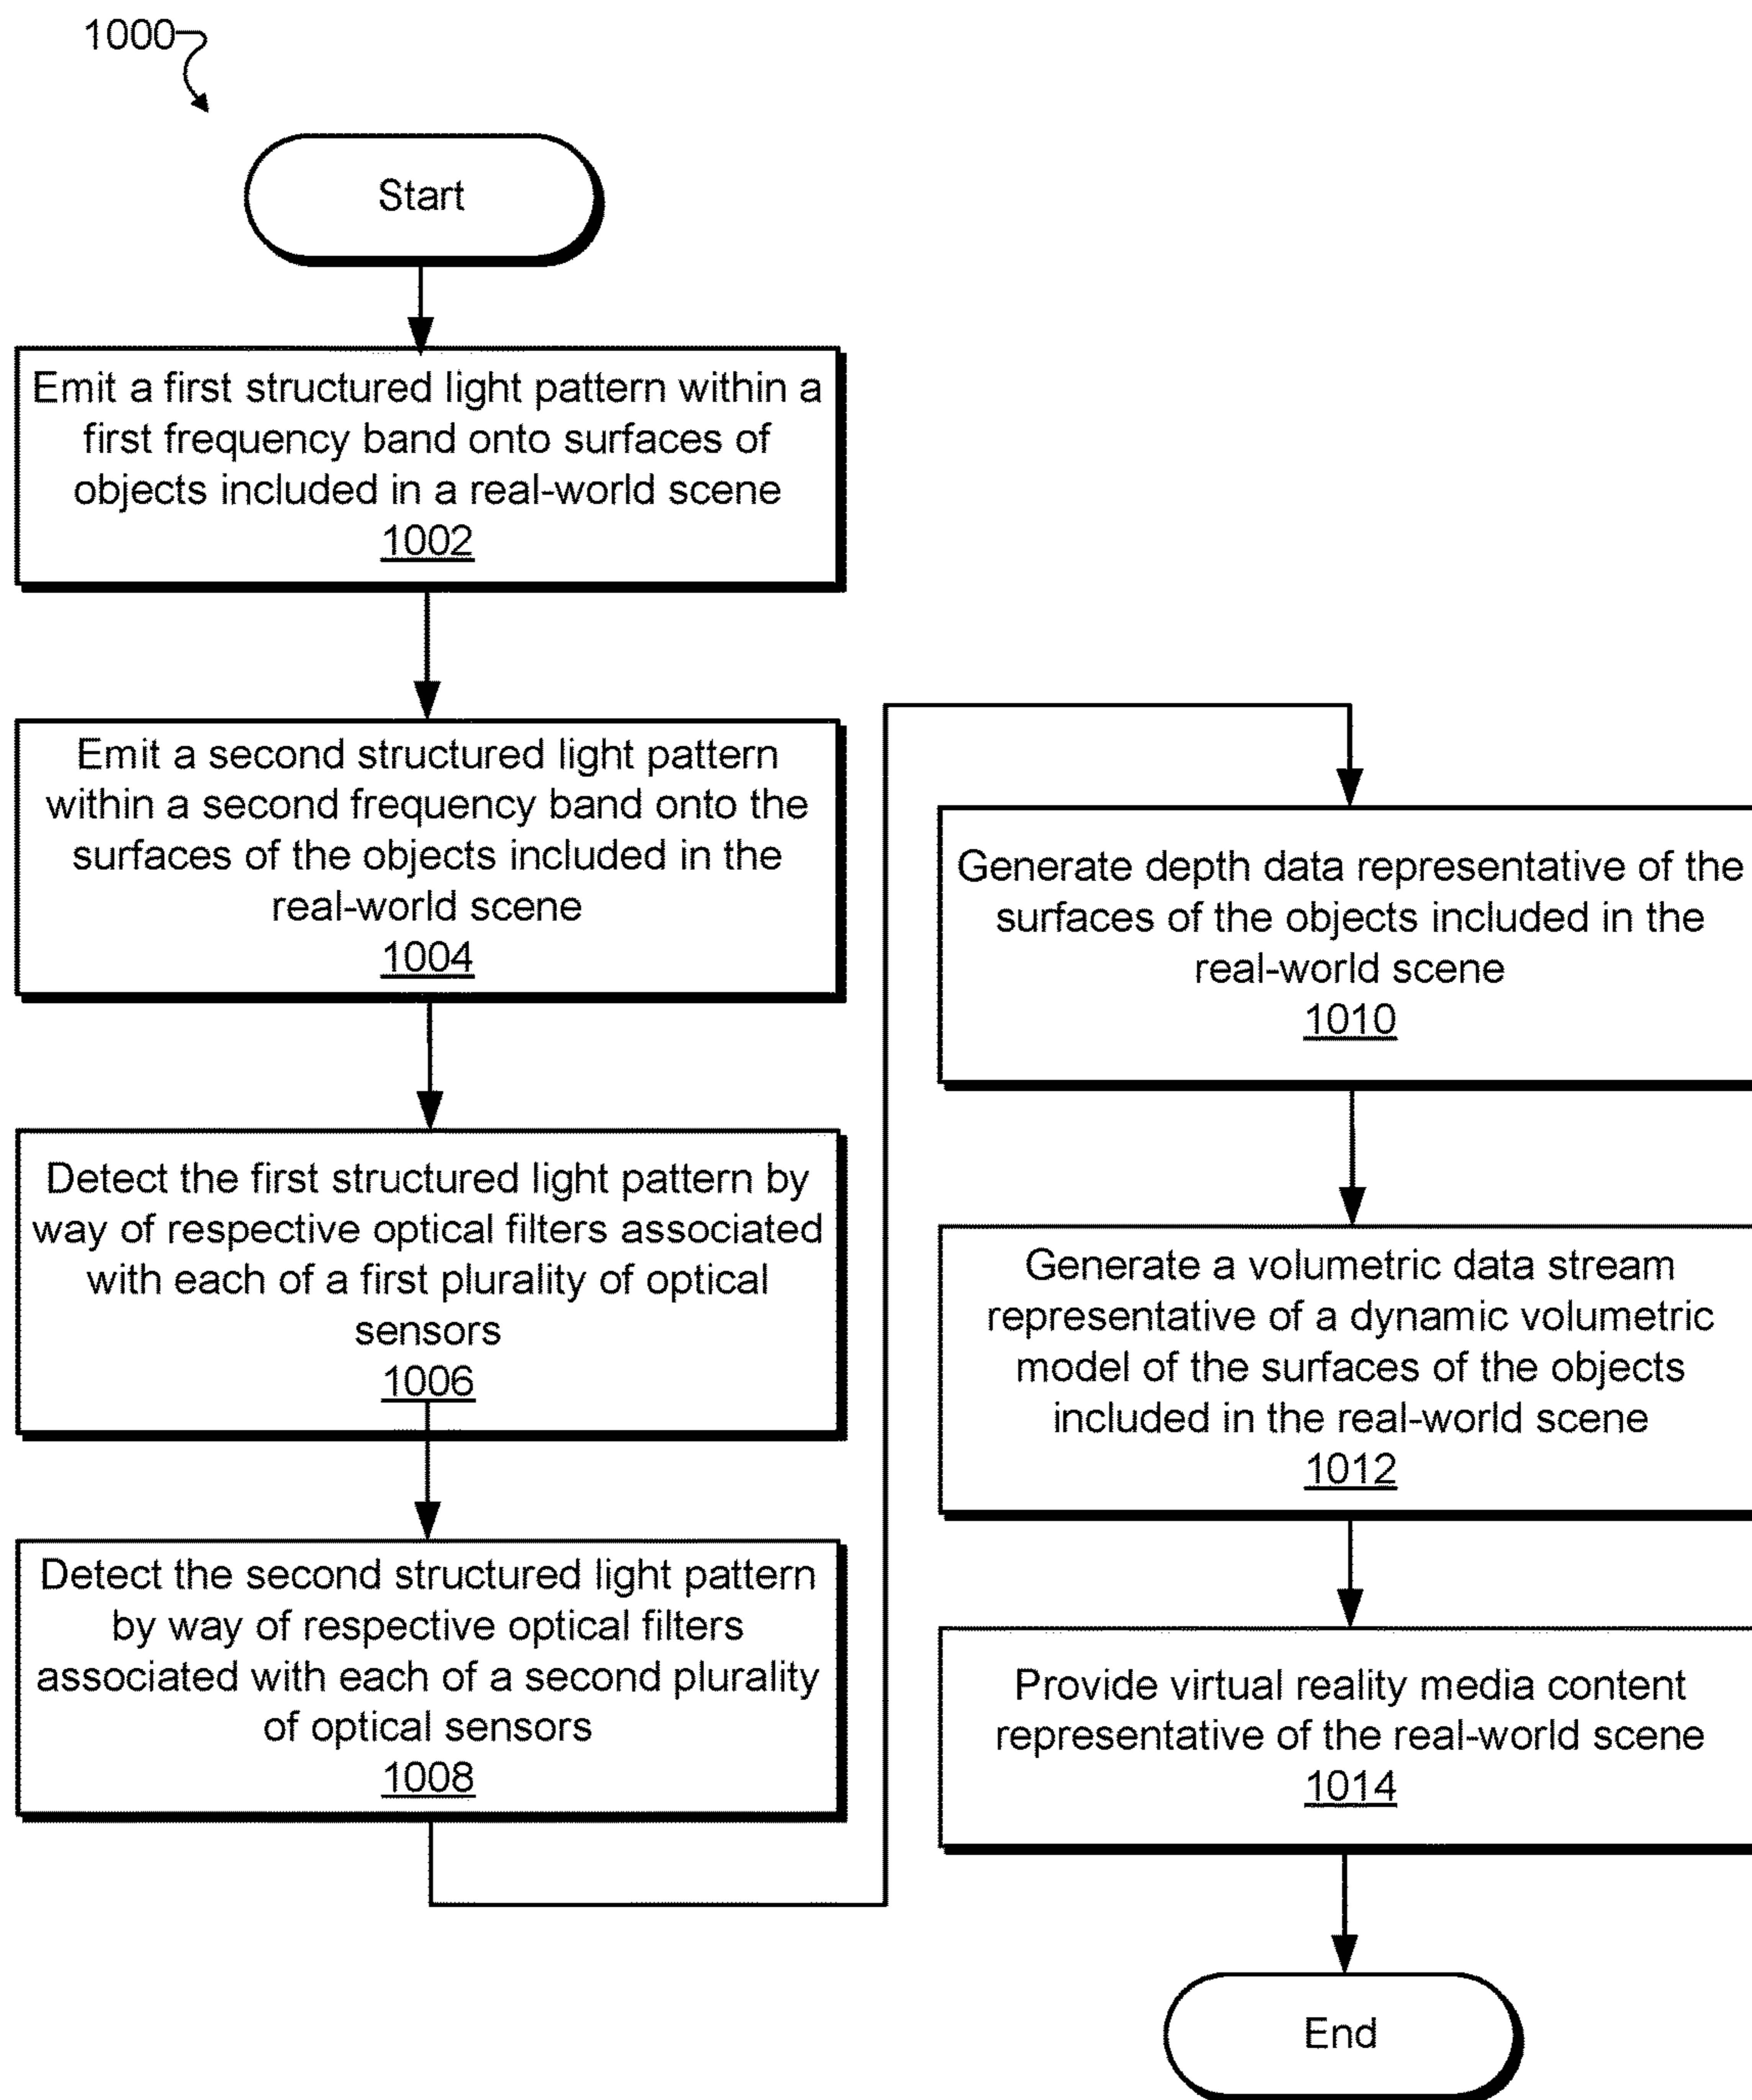 1000
Start
Emit a first structured light pattern within a
first frequency band onto surfaces of
objects included in a real-world scene
1002
Emit a second structured light pattern
within a second frequency band onto the
surfaces of the objects included in the
real-world scene
1004
Detect the first structured light pattern by
way of respective optical filters associated
with each of a first plurality of optical
sensors
1006
Detect the second structured light pattern
by way of respective optical filters
associated with each of a second plurality
of optical sensors
1008
Generate depth data representative of the
surfaces of the objects included in the
real-world scene
1010
Generate a volumetric data stream
representative of a dynamic volumetric
model of the surfaces of the objects
included in the real-world scene
1012
Provide virtual reality media content
representative of the real-world scene
1014
End